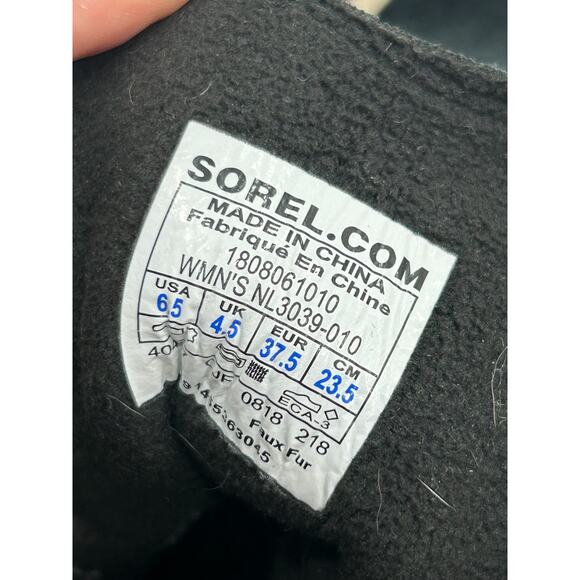 SOREL.COM
MADE IN CHINA
Fabriqué En Chine
1808061010
WMN'S NL3039-010
USA UK EUR CM
6.5 4.5 37.5 23.5
ECA-3
JF 0818 218
Faux Fur